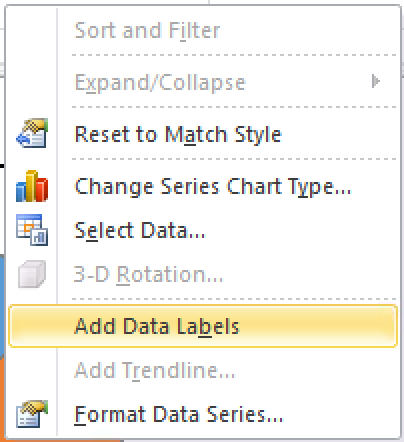 Sort and Filter
Expand/Collapse
Reset to Match Style
Change Series Chart Type...
Select Data...
3-D Rotation...
Add Data Labels
Add Trendline...
Format Data Series...